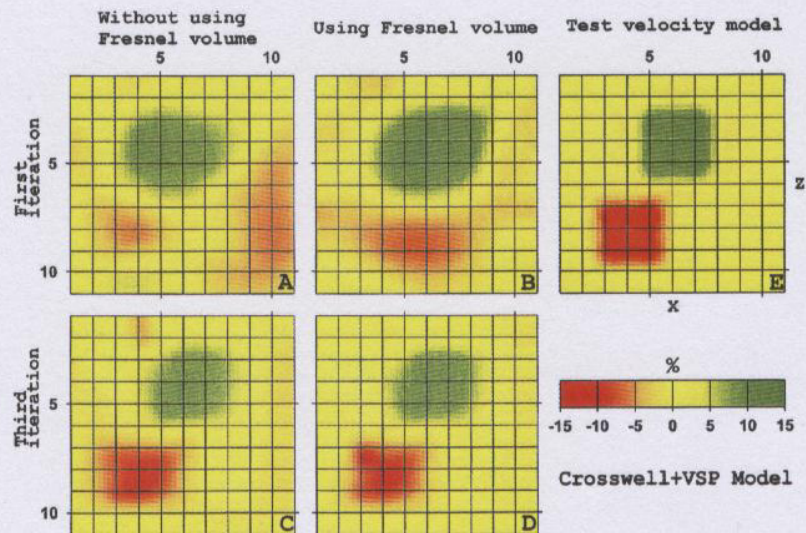 Without using
Fresnel volume
Using Fresnel volume
Test velocity model
5 10
5 10
5 10
First
iteration
5
10
A
B
E
Z
X
Third
iteration
5
10
C
D
%
-15 -10 -5 0 5 10 15
Crosswell+VSP Model